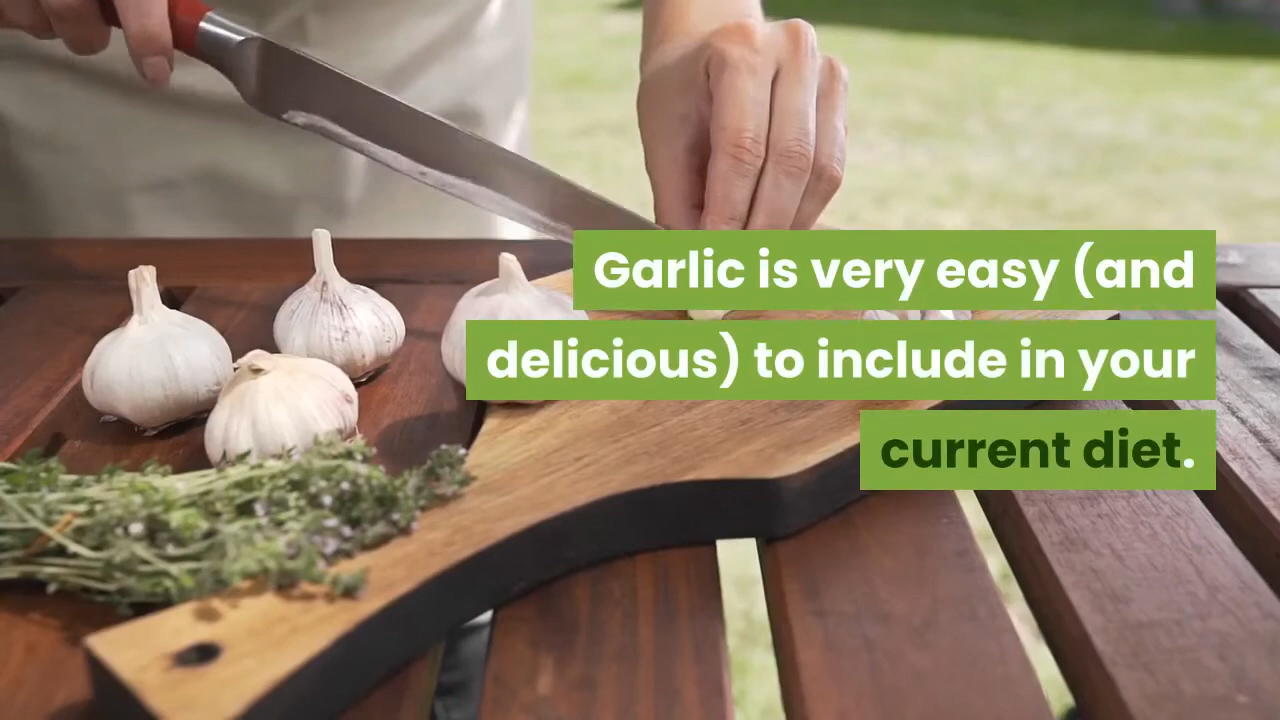 Garlic is very easy (and
delicious) to include in your
current diet.